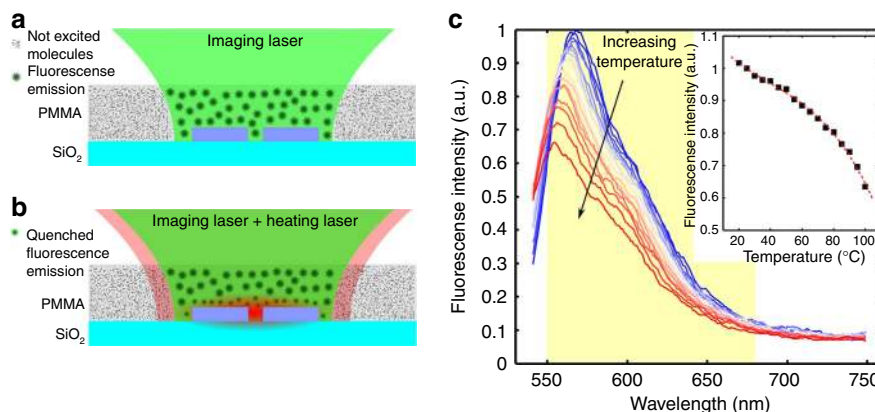 a
Not excited
molecules
Fluorescense
emission
PMMA
SiO2
Imaging laser
b
Imaging laser + heating laser
Quenched
fluorescence
emission
PMMA
SiO2
c
Fluorescense intensity (a.u.)
1
0.9
0.8
0.7
0.6
0.5
0.4
0.3
0.2
0.1
0
550
600
650
700
750
Wavelength (nm)
Increasing
temperature
Fluorescense intensity (a.u.)
1.1
1
0.9
0.8
0.7
0.6
0.5
20
40
60
80
100
Temperature (°C)